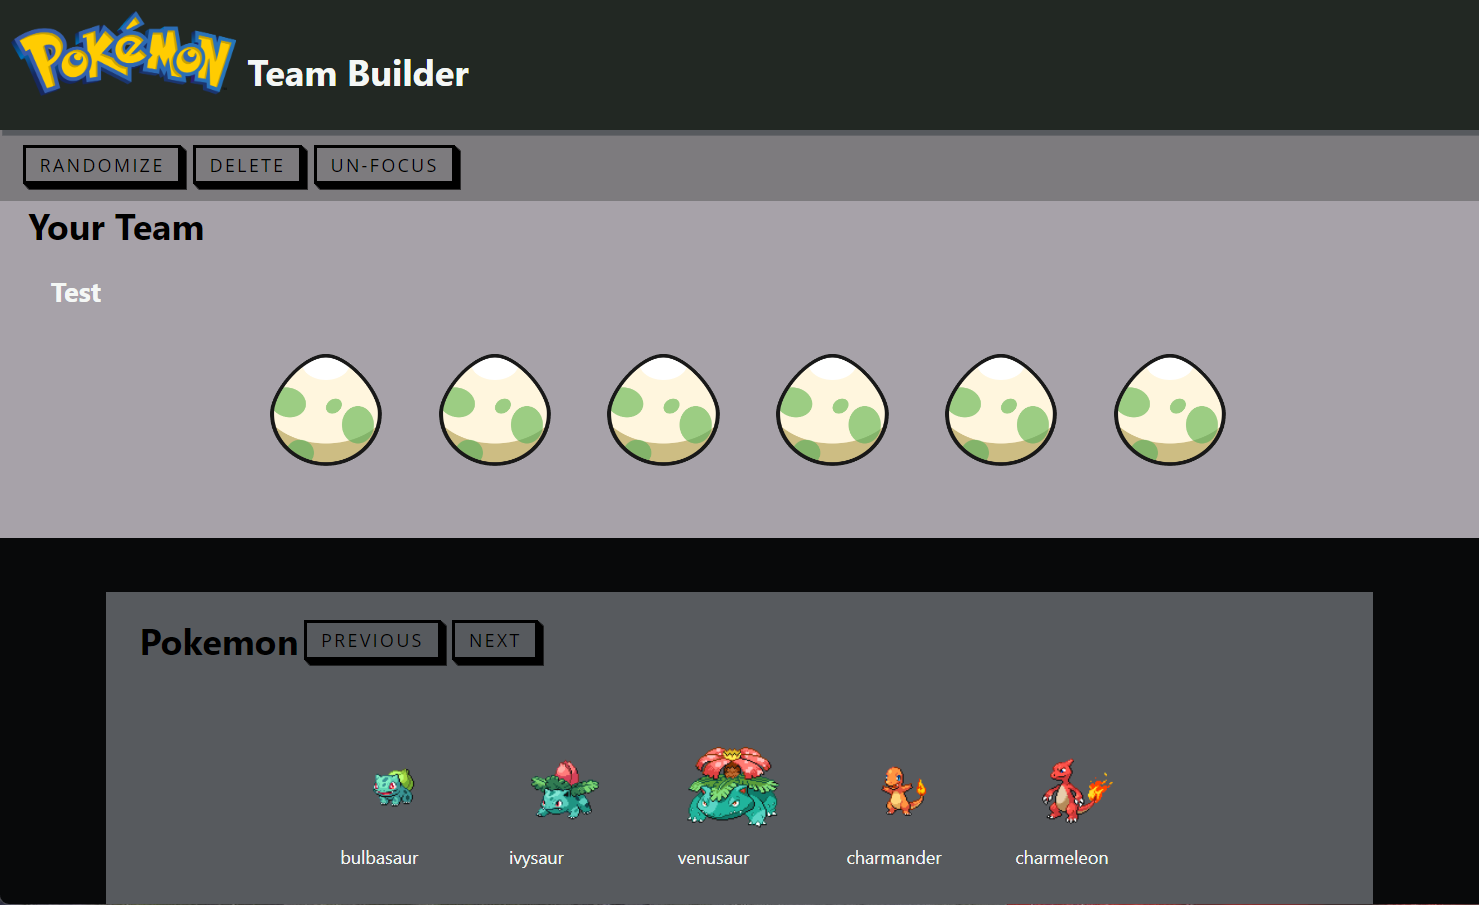 Pokémon Team Builder
RANDOMIZE DELETE UN-FOCUS
Your Team
Test
Pokemon PREVIOUS NEXT
bulbasaur ivysaur venusaur charmander charmeleon